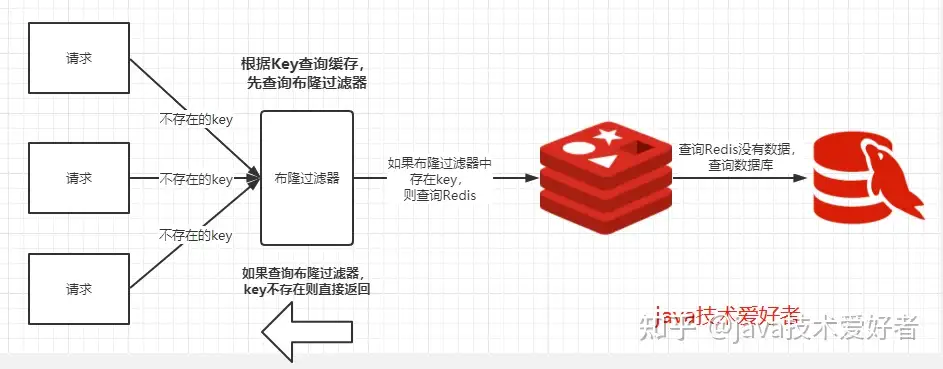 请求
请求
请求
不存在的key
不存在的key
不存在的key
根据Key查询缓存，
先查询布隆过滤器
布隆过滤器
如果查询布隆过滤器，
key不存在则直接返回
如果布隆过滤器中
存在key，
则查询Redis
查询Redis没有数据，
查询数据库
java技术爱好者
知乎 @java技术爱好者